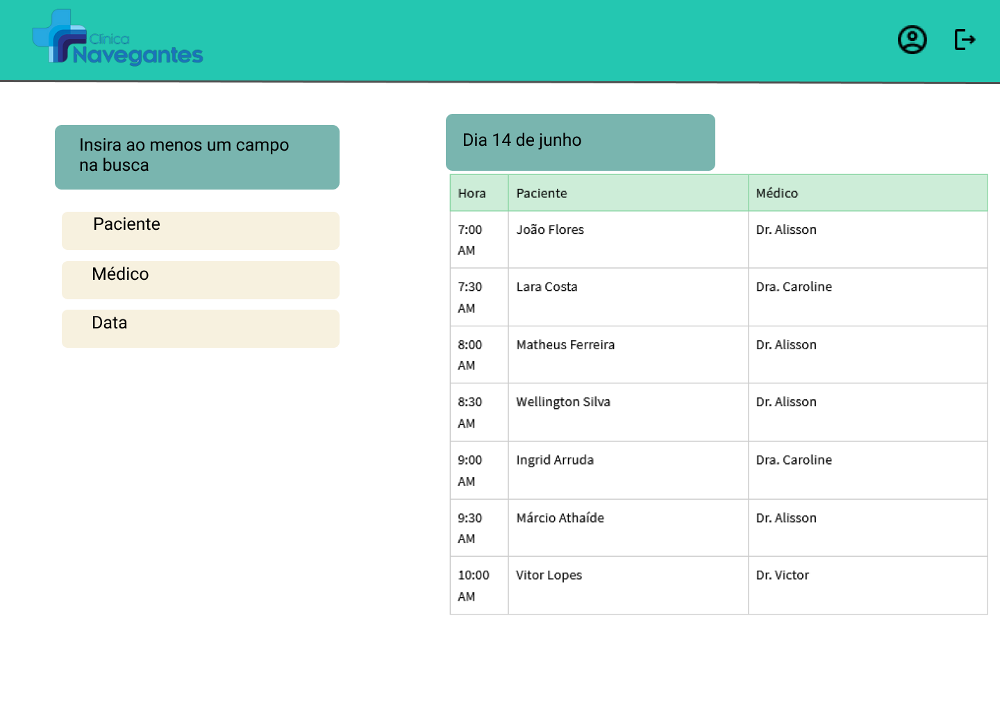 Clínica
Navegantes
Insira ao menos um campo
na busca
Paciente
Médico
Data
Dia 14 de junho
Hora Paciente Médico
7:00 AM João Flores Dr. Alisson
7:30 AM Lara Costa Dra. Caroline
8:00 AM Matheus Ferreira Dr. Alisson
8:30 AM Wellington Silva Dr. Alisson
9:00 AM Ingrid Arruda Dra. Caroline
9:30 AM Márcio Athaíde Dr. Alisson
10:00 AM Vitor Lopes Dr. Victor